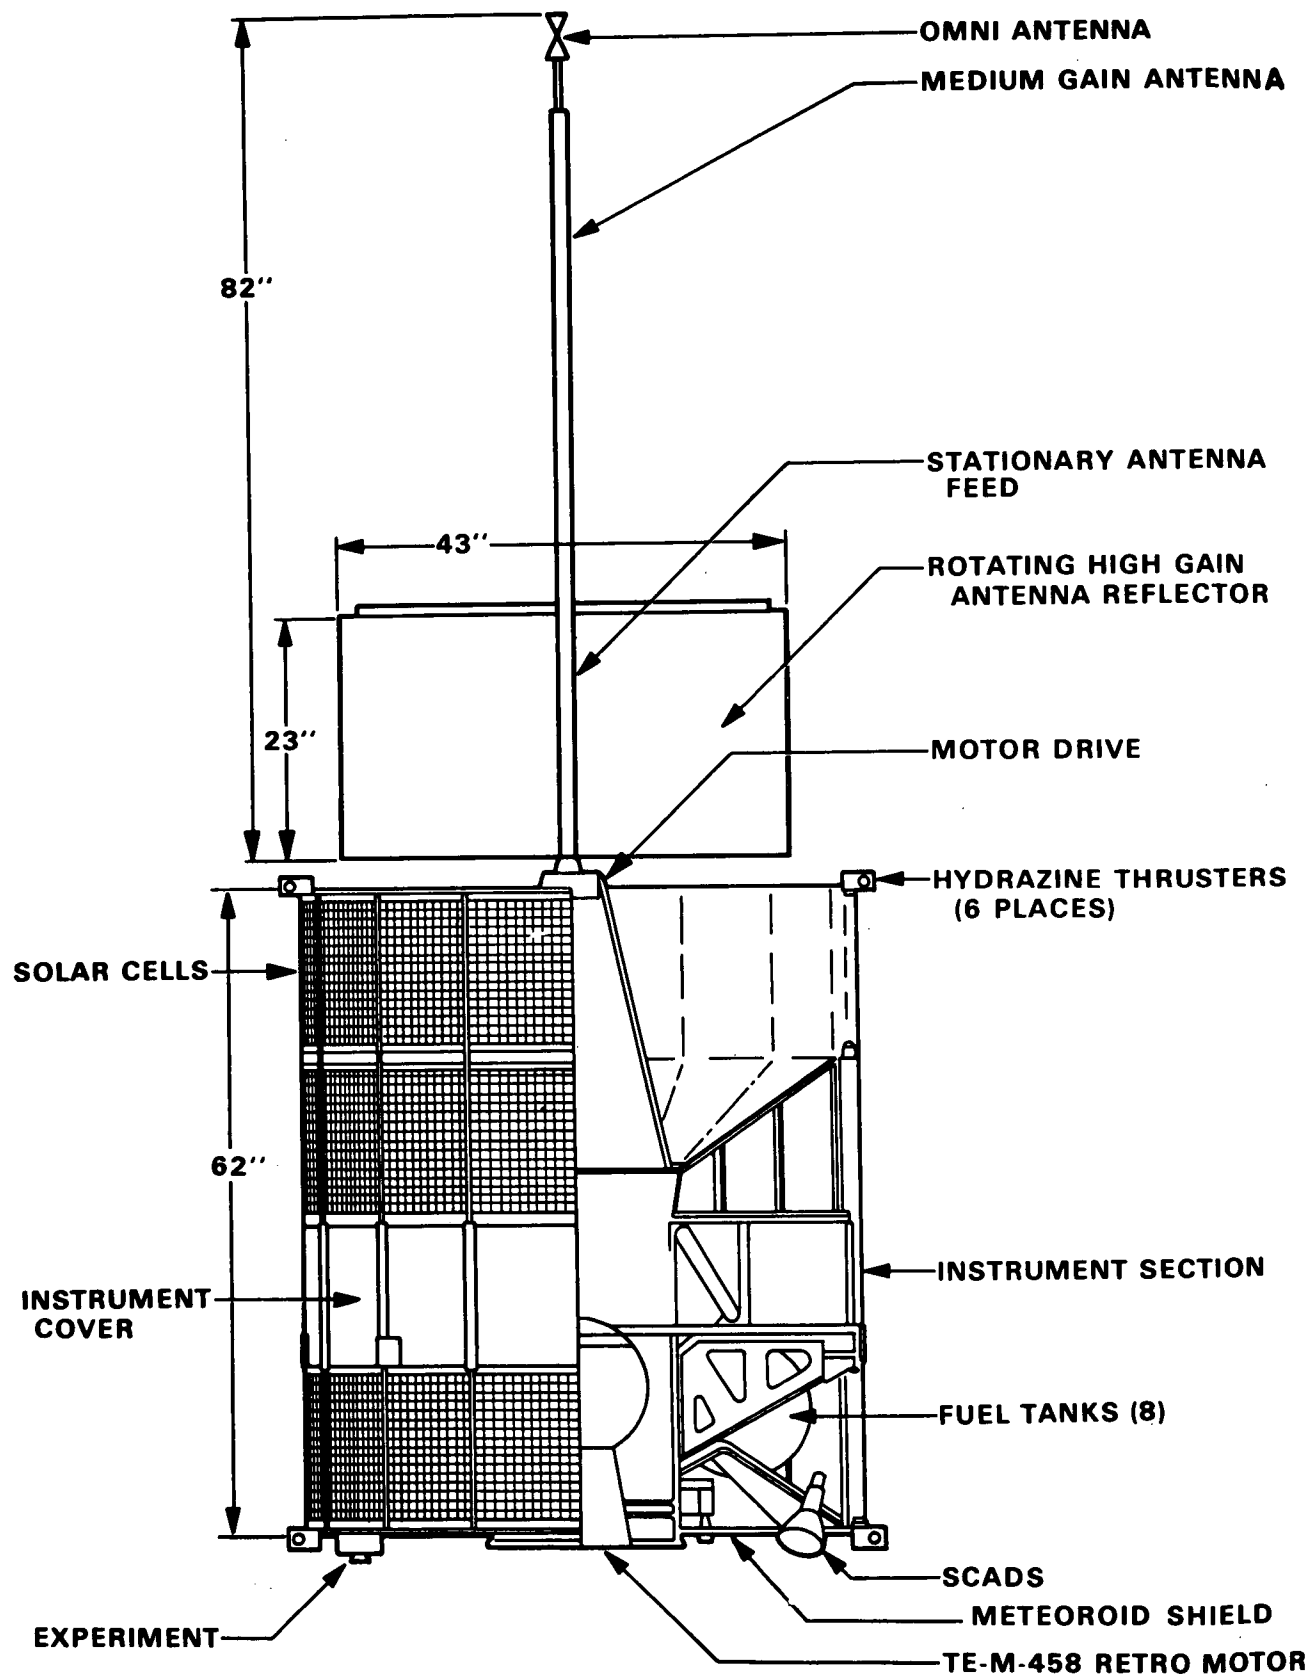 OMNI ANTENNA
MEDIUM GAIN ANTENNA
82''
STATIONARY ANTENNA
FEED
43''
ROTATING HIGH GAIN
ANTENNA REFLECTOR
23''
MOTOR DRIVE
HYDRAZINE THRUSTERS
(6 PLACES)
SOLAR CELLS
62''
INSTRUMENT SECTION
INSTRUMENT
COVER
FUEL TANKS (8)
SCADS
METEOROID SHIELD
EXPERIMENT
TE-M-458 RETRO MOTOR